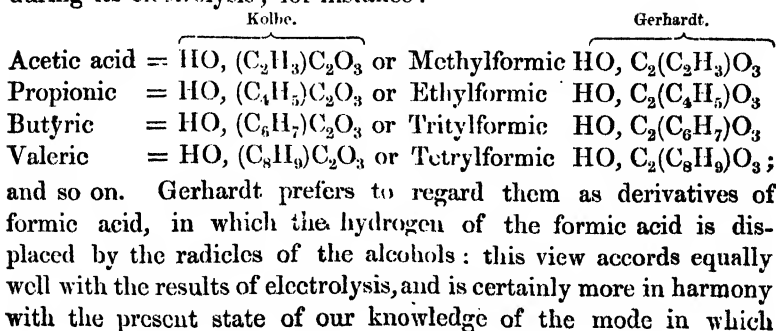 during its electrolysis; for instance:
Kolbe. Gerhardt.
Acetic acid = HO, (C₂H₃)C₂O₃ or Methylformic HO, C₂(C₂H₃)O₃
Propionic = HO, (C₄H₅)C₂O₃ or Ethylformic HO, C₂(C₄H₅)O₃
Butyric = HO, (C₆H₇)C₂O₃ or Tritylformic HO, C₂(C₆H₇)O₃
Valeric = HO, (C₈H₉)C₂O₃ or Tetrylformic HO, C₂(C₈H₉)O₃;
and so on. Gerhardt prefers to regard them as derivatives of
formic acid, in which the hydrogen of the formic acid is dis-
placed by the radicles of the alcohols: this view accords equally
well with the results of electrolysis, and is certainly more in harmony
with the present state of our knowledge of the mode in which